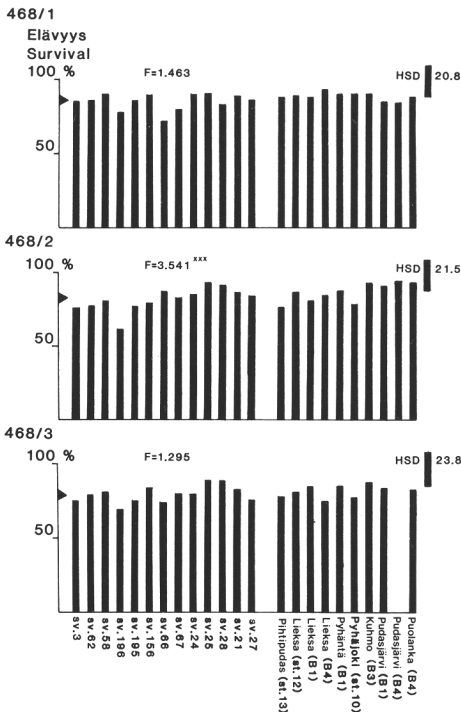 468/1
Elävyys
Survival
100 %
F=1.463
HSD
20.8
50
468/2
100 %
F=3.541 xxx
HSD
21.5
50
468/3
100 %
F=1.295
HSD
23.8
50
sv.3
sv.62
sv.58
sv.196
sv.195
sv.156
sv.66
sv.67
sv.24
sv.25
sv.28
sv.21
sv.27
Pihtipudas (st.13)
Lieksa (st.12)
Lieksa (B1)
Lieksa (B4)
Pyhäntä (B1)
Pyhäjoki (st.10)
Kuhmo (B3)
Pudasjärvi (B1)
Pudasjärvi (B4)
Puolanka (B4)